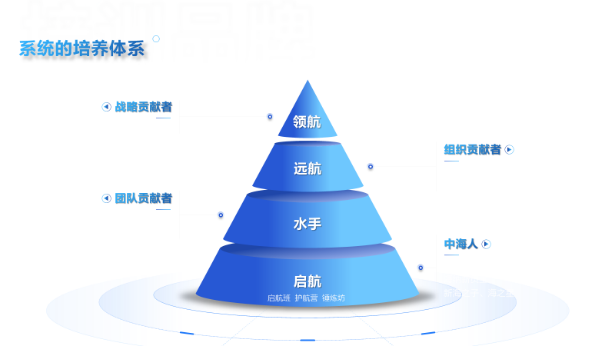 系统的培养体系
战略贡献者
领航
组织贡献者
远航
团队贡献者
水手
中海人
启航
启航班 护航营 锤炼坊